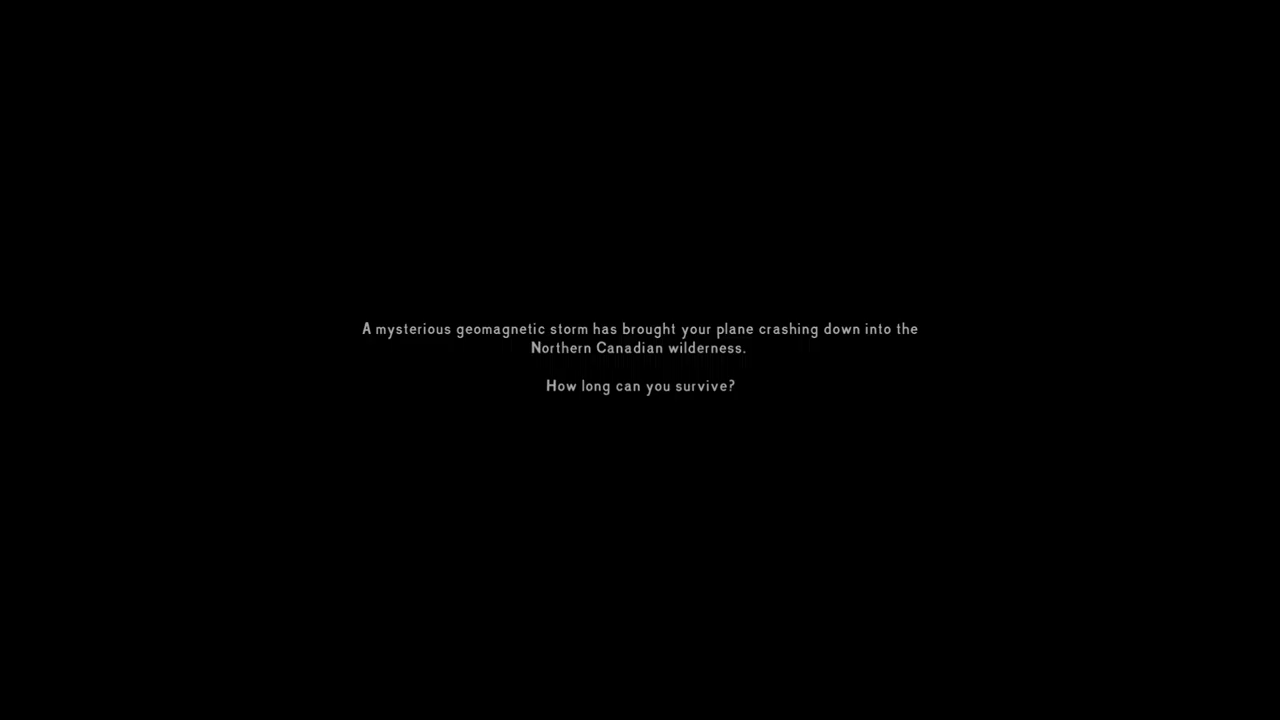 A mysterious geomagnetic storm has brought your plane crashing down into the
Northern Canadian wilderness.
How long can you survive?